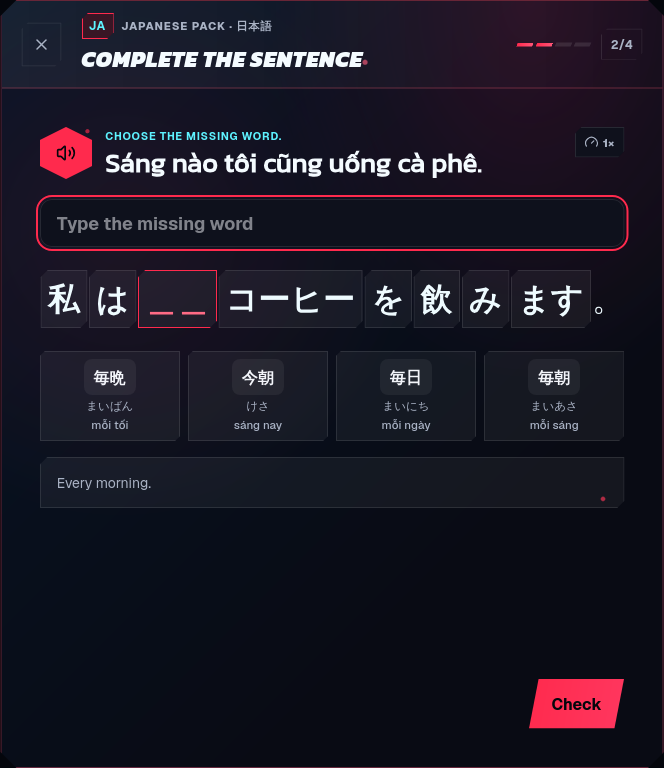 JA JAPANESE PACK · 日本語
COMPLETE THE SENTENCE
2/4
CHOOSE THE MISSING WORD.
Sáng nào tôi cũng uống cà phê.
1×
Type the missing word
私は__コーヒーを飲みます。
毎晩
まいばん
mỗi tối
今朝
けさ
sáng nay
毎日
まいにち
mỗi ngày
毎朝
まいあさ
mỗi sáng
Every morning.
Check